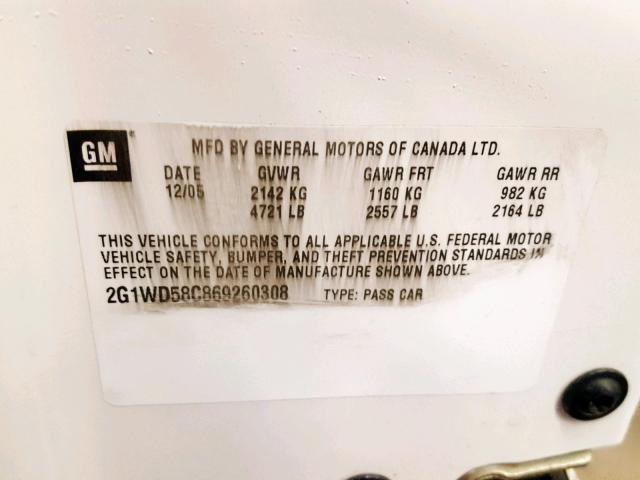 GM ® MFD BY GENERAL MOTORS OF CANADA LTD.
DATE GVWR GAWR FRT GAWR RR
12/05 2142 KG 1160 KG 982 KG
4721 LB 2557 LB 2164 LB
THIS VEHICLE CONFORMS TO ALL APPLICABLE U.S. FEDERAL MOTOR
VEHICLE SAFETY, BUMPER, AND THEFT PREVENTION STANDARDS IN
EFFECT ON THE DATE OF MANUFACTURE SHOWN ABOVE.
2G1WD58C869260308 TYPE: PASS CAR